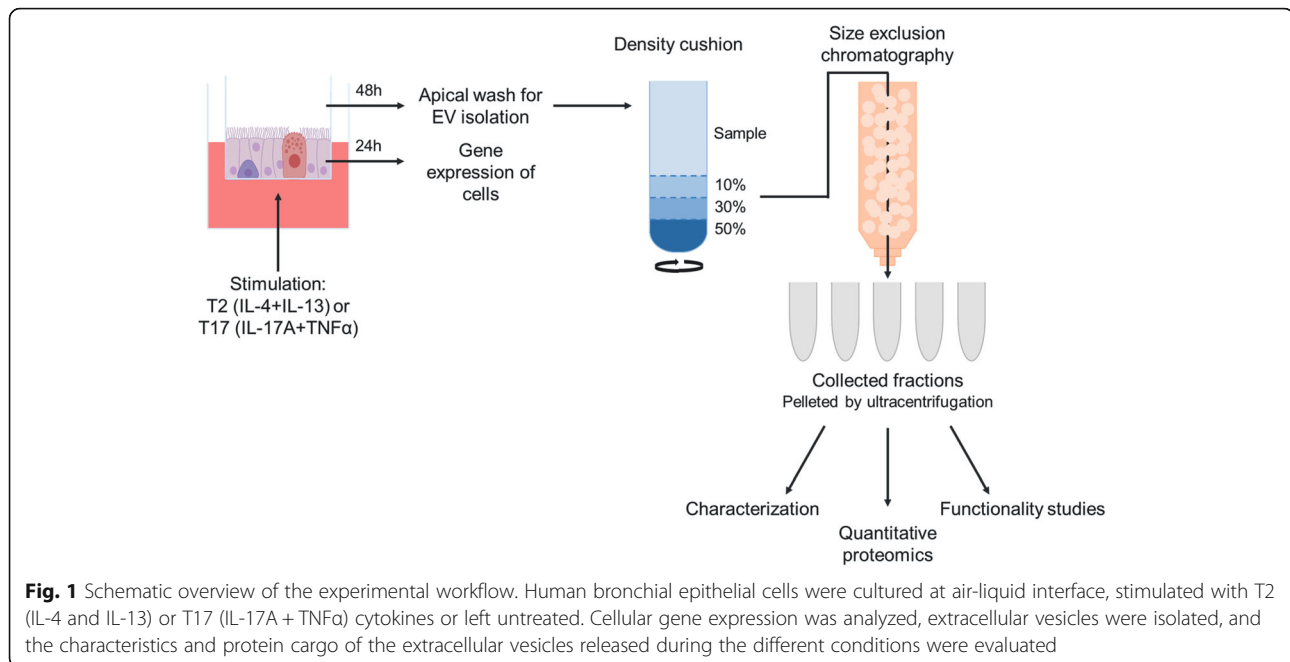 48h
Apical wash for
EV isolation
24h
Gene
expression of
cells
Stimulation:
T2 (IL-4+IL-13) or
T17 (IL-17A+TNFα)
Density cushion
Sample
10%
30%
50%
Size exclusion
chromatography
Collected fractions
Pelleted by ultracentrifugation
Characterization
Quantitative
proteomics
Functionality studies
Fig. 1 Schematic overview of the experimental workflow. Human bronchial epithelial cells were cultured at air-liquid interface, stimulated with T2
(IL-4 and IL-13) or T17 (IL-17A + TNFα) cytokines or left untreated. Cellular gene expression was analyzed, extracellular vesicles were isolated, and
the characteristics and protein cargo of the extracellular vesicles released during the different conditions were evaluated